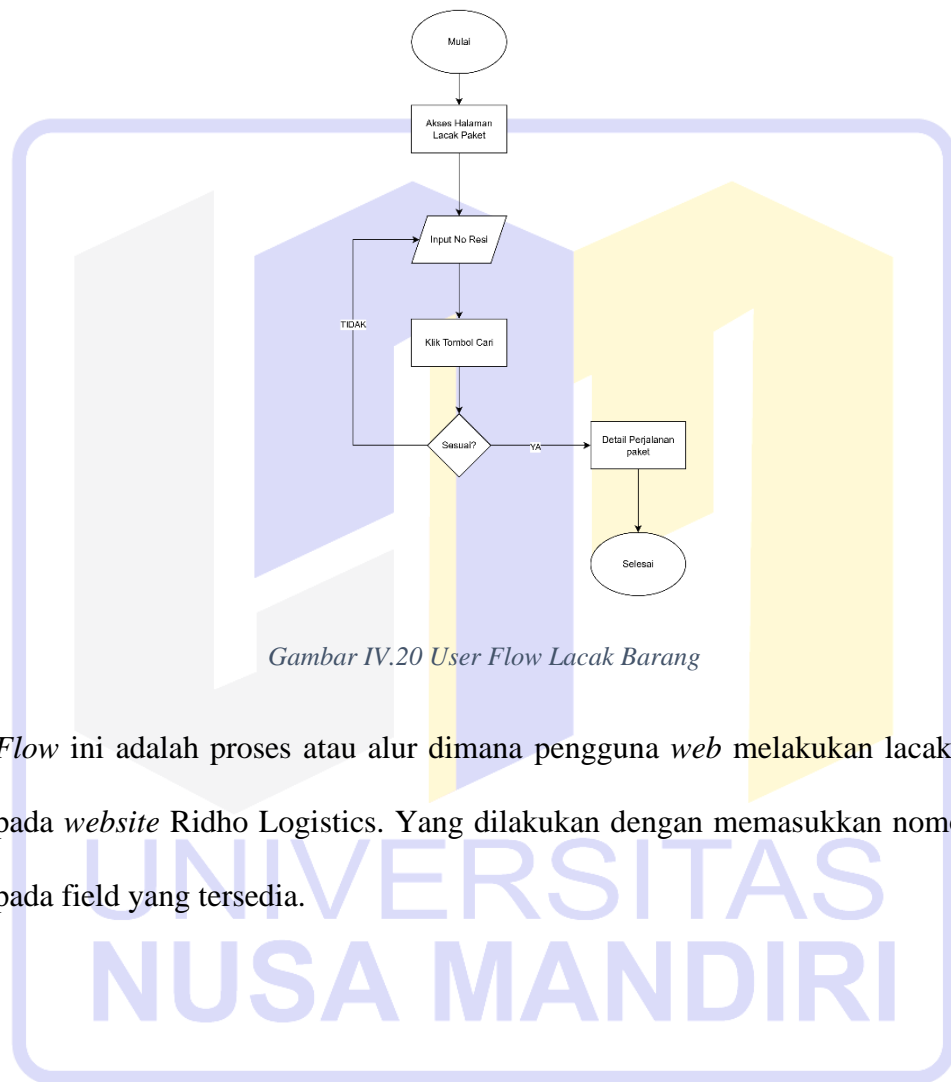 Mulai
Akses Halaman
Lacak Paket
Input No Resi
TIDAK
Klik Tombol Cari
Sesuai?
YA
Detail Perjalanan
paket
Selesai
Gambar IV.20 User Flow Lacak Barang
Flow ini adalah proses atau alur dimana pengguna web melakukan lacak
pada website Ridho Logistics. Yang dilakukan dengan memasukkan nom
pada field yang tersedia.
UNIVERSITAS
NUSA MANDIRI